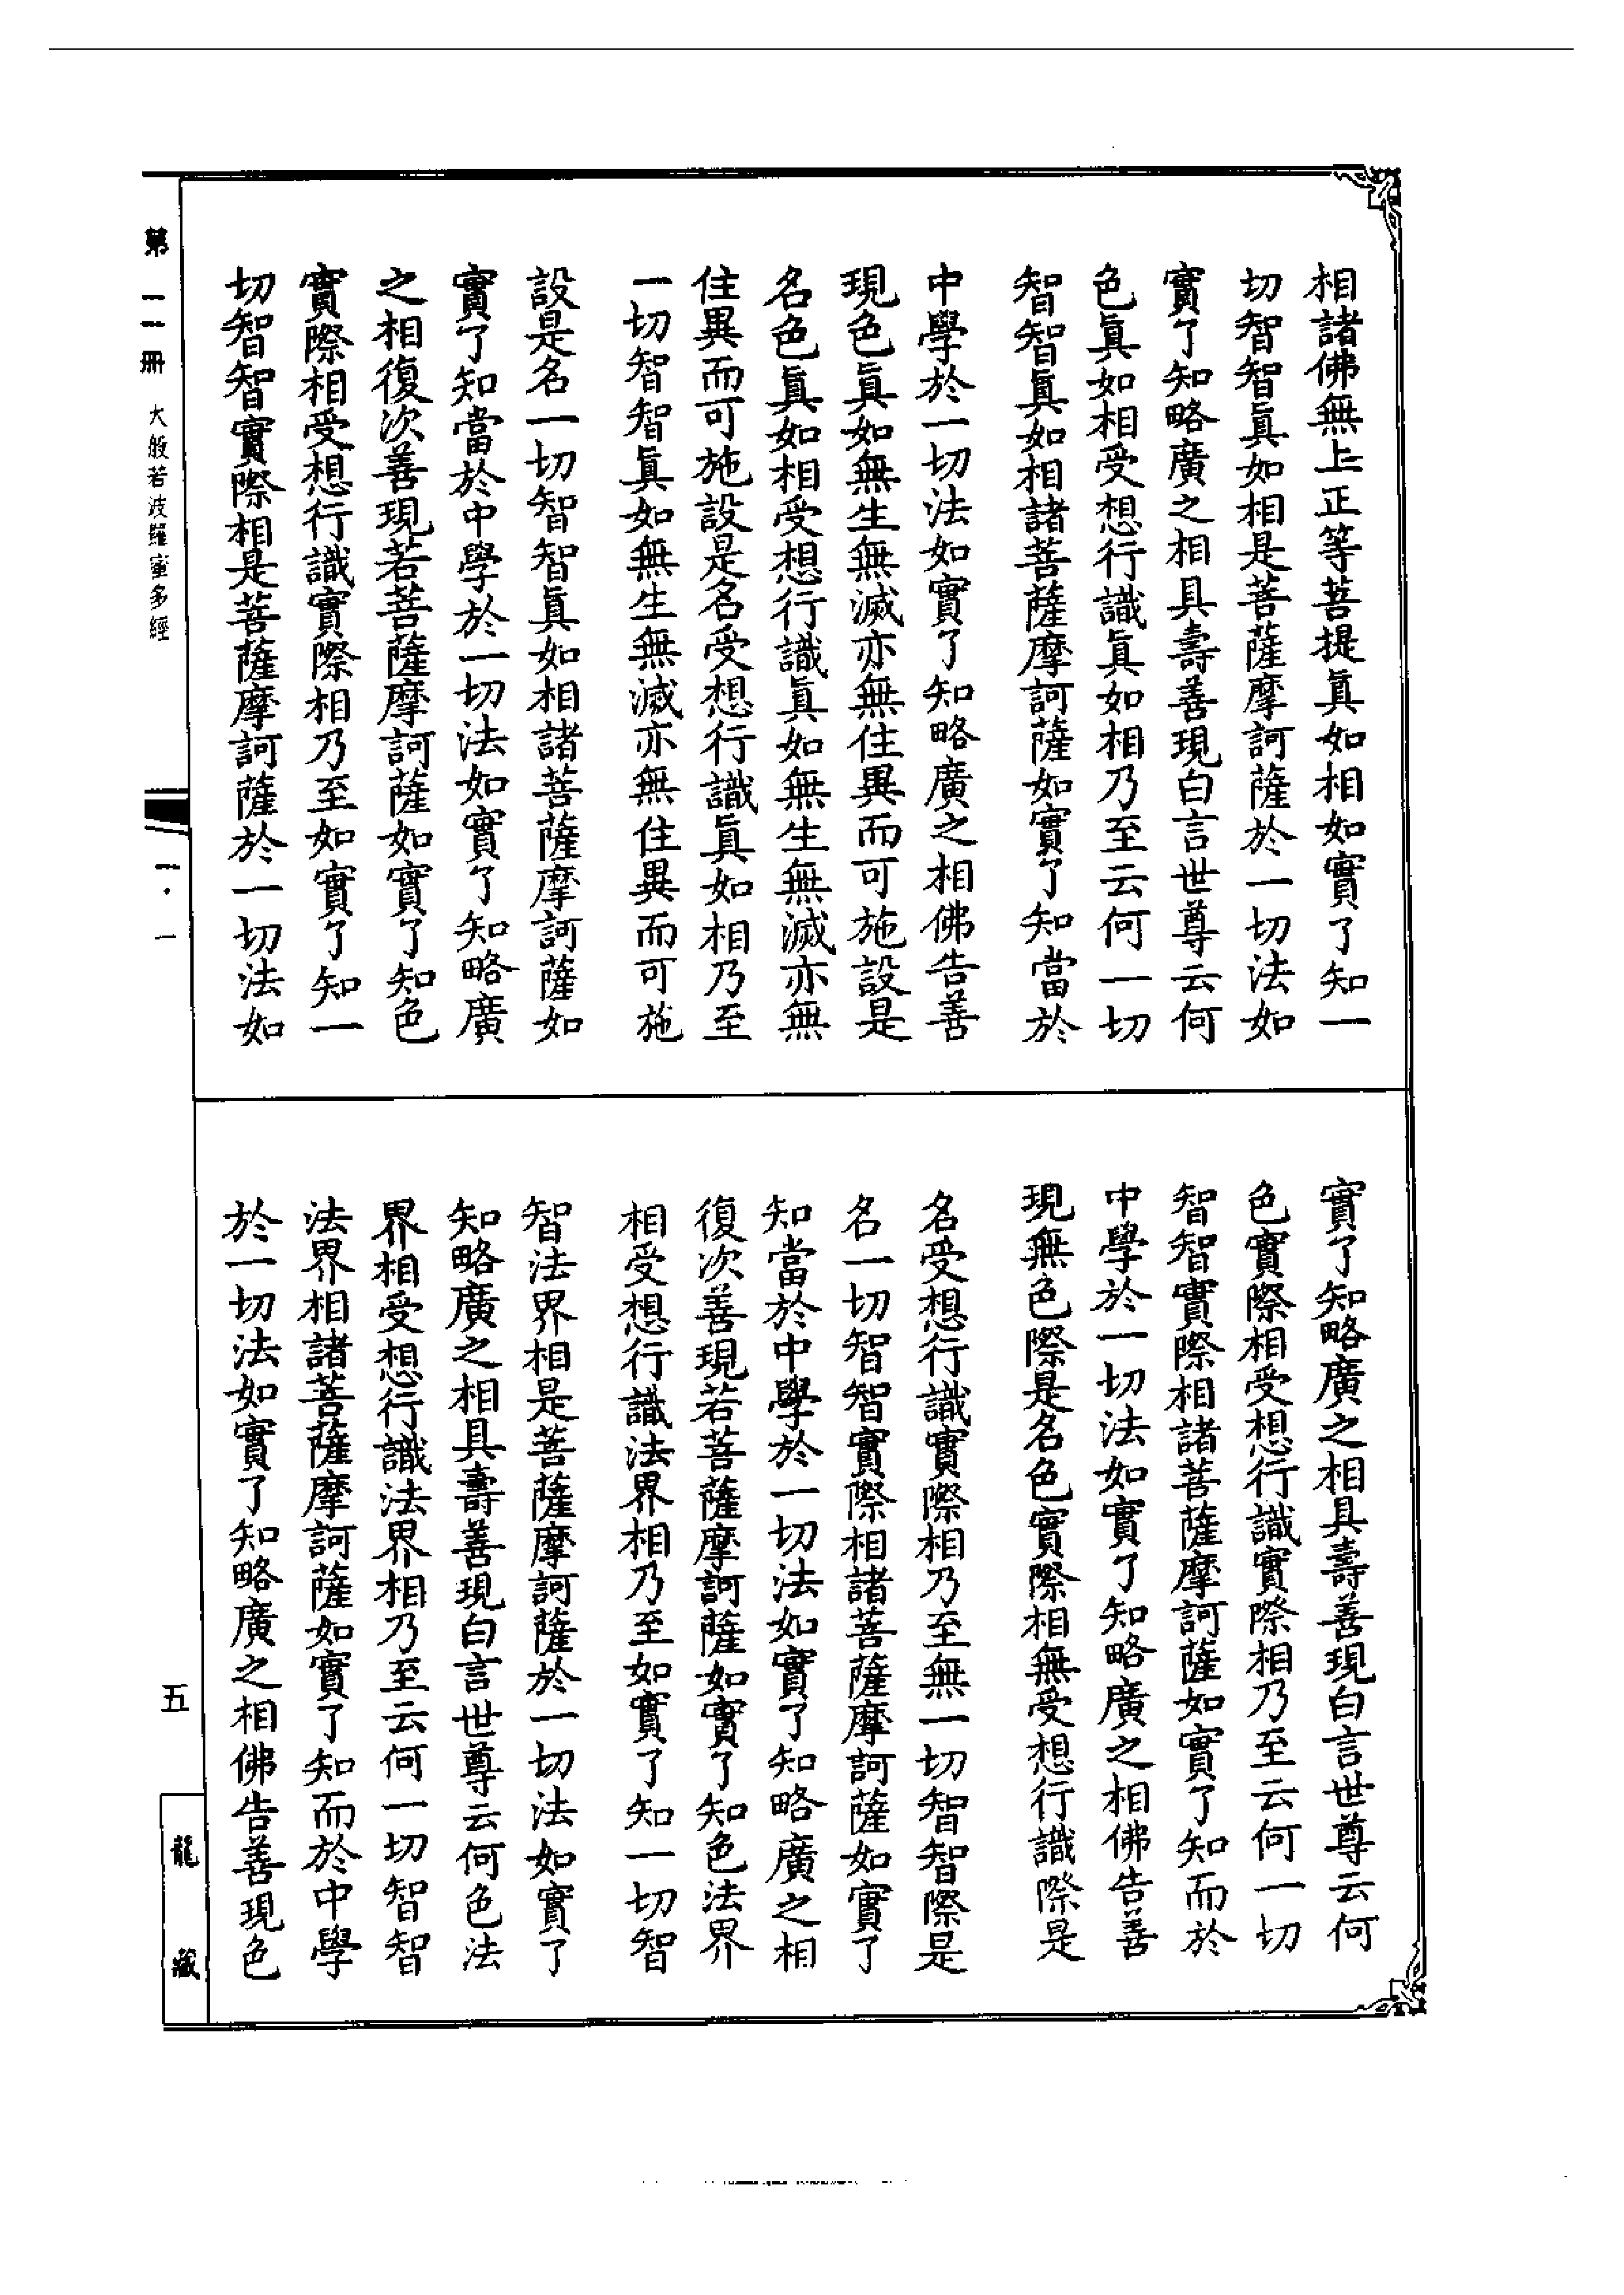 相諸佛無上正等菩提眞如相如實了知一
切智智眞如相是菩薩摩訶薩於一切法如
實了知略廣之相具壽善現白言世尊云何
色眞如相受想行識眞如相乃至云何一切
智智眞如相諸菩薩摩訶薩如實了知當於
中學於一切法如實了知略廣之相佛告善
現色眞如無生無滅亦無住異而可施設是
名色眞如相受想行識眞如無生無滅亦無
住異而可施設是名受想行識眞如相乃至
一切智智眞如無生無滅亦無住異而可施
設是名一切智智眞如相諸菩薩摩訶薩如
實了知當於中學於一切法如實了知略廣
之相復次善現若菩薩摩訶薩如實了知色
實際相受想行識實際相乃至如實了知一
切智智實際相是菩薩摩訶薩於一切法如
實了知略廣之相具壽善現白言世尊云何
色實際相受想行識實際相乃至云何一切
智智實際相諸菩薩摩訶薩如實了知而於
中學於一切法如實了知略廣之相佛告善
現無色際是名色實際相無受想行識際是
名受想行識實際相乃至無一切智智際是
名一切智智實際相諸菩薩摩訶薩如實了
知當於中學於一切法如實了知略廣之相
復次善現若菩薩摩訶薩如實了知色法界
相受想行識法界相乃至如實了知一切智
智法界相是菩薩摩訶薩於一切法如實了
知略廣之相具壽善現白言世尊云何色法
界相受想行識法界相乃至云何一切智智
法界相諸菩薩摩訶薩如實了知而於中學
於一切法如實了知略廣之相佛告善現色
第一一冊 大般若波羅蜜多經 一·一 五 龍藏